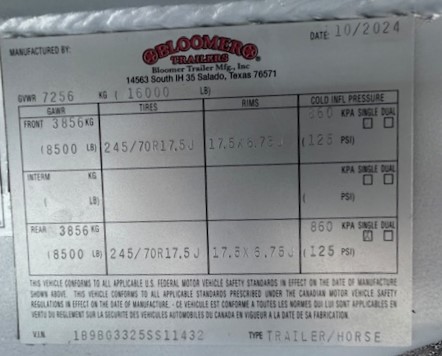 MANUFACTURED BY:
BLOOMER
TRAILERS
Bloomer Trailer Mfg., Inc
14563 South IH 35 Salado, Texas 76571
DATE: 10/2024
GVWR 7256 KG ( 16000 LB)
GAWR TIRES RIMS COLD INFL PRESSURE
FRONT 3856 KG 860 KPA SINGLE DUAL
(8500 LB) 245/70R17.5J 17.5X6.75J (125 PSI)
INTERM KG KPA SINGLE DUAL
( LB) ( PSI)
REAR 3856 KG 860 KPA SINGLE DUAL
(8500 LB) 245/70R17.5J 17.5X6.75J (125 PSI)
THIS VEHICLE CONFORMS TO ALL APPLICABLE U.S. FEDERAL MOTOR VEHICLE SAFETY STANDARDS IN EFFECT ON THE DATE OF MANUFACTURE
SHOWN ABOVE. THIS VEHICLE CONFORMS TO ALL APPLICABLE STANDARDS PRESCRIBED UNDER THE CANADIAN MOTOR VEHICLE SAFETY
REGULATIONS IN EFFECT ON THE DATE OF MANUFACTURE. - CE VEHICULE EST CONFORME A TOUTES LES NORMES QUI LUI SONT APPLICABLES EN
VERTU DU REGLEMENT SUR LA SECURITE DES VEHICULES AUTOMOBILES DU CANADA EN VIGUEUR A LA DATE DE SA FABRICATION.
V.I.N. 1B9BG3325SS11432 TYPE TRAILER/HORSE